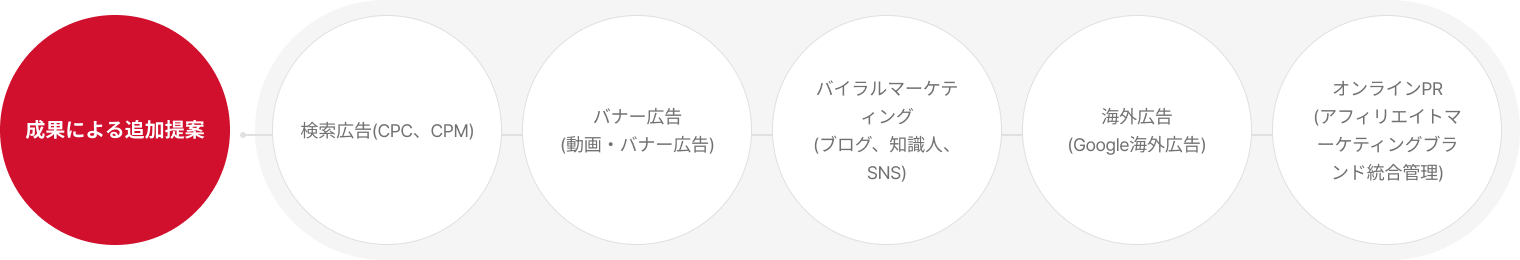 成果による追加提案
検索広告(CPC、CPM)
バナー広告
(動画・バナー広告)
バイラルマーケテ
ィング
(ブログ、知識人、
SNS)
海外広告
(Google海外広告)
オンラインPR
(アフィリエイトマ
ーケティングブラ
ンド統合管理)